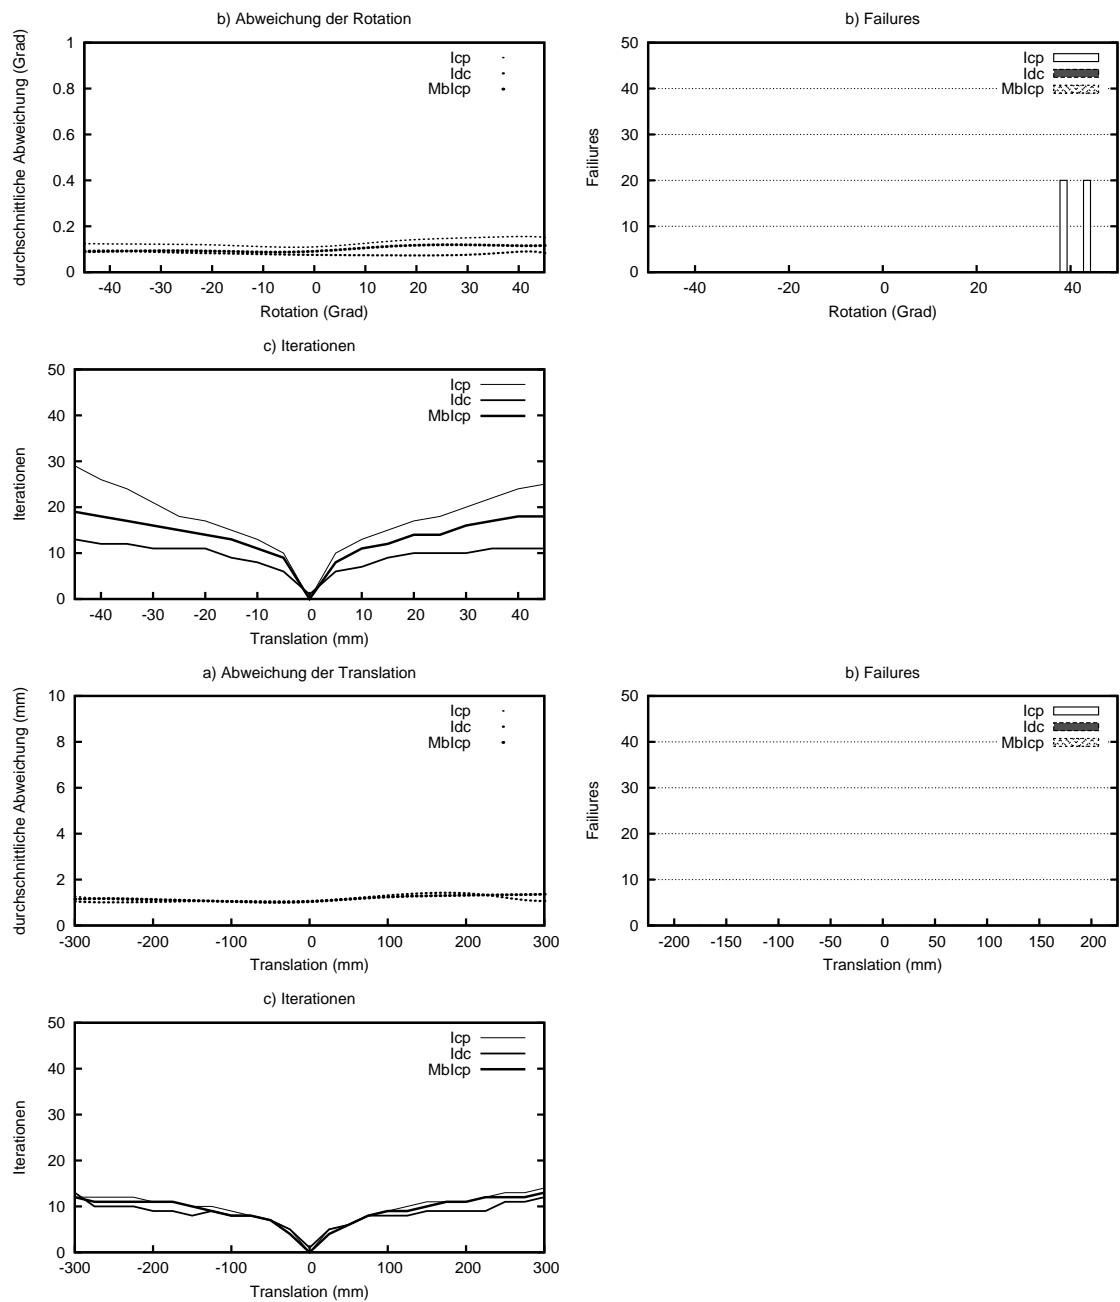 b) Abweichung der Rotation
durchschnittliche Abweichung (Grad)
1
0.8
0.6
0.4
0.2
0
Icp
Idc
MbIcp
-40 -30 -20 -10 0 10 20 30 40
Rotation (Grad)
b) Failures
Failiures
50
40
30
20
10
0
Icp
Idc
MbIcp
-40 -20 0 20 40
Rotation (Grad)
c) Iterationen
Iterationen
50
40
30
20
10
0
Icp
Idc
MbIcp
-40 -30 -20 -10 0 10 20 30 40
Translation (mm)
a) Abweichung der Translation
durchschnittliche Abweichung (mm)
10
8
6
4
2
0
Icp
Idc
MbIcp
-300 -200 -100 0 100 200 300
Translation (mm)
b) Failures
Failiures
50
40
30
20
10
0
Icp
Idc
MbIcp
-200 -150 -100 -50 0 50 100 150 200
Translation (mm)
c) Iterationen
Iterationen
50
40
30
20
10
0
Icp
Idc
MbIcp
-300 -200 -100 0 100 200 300
Translation (mm)